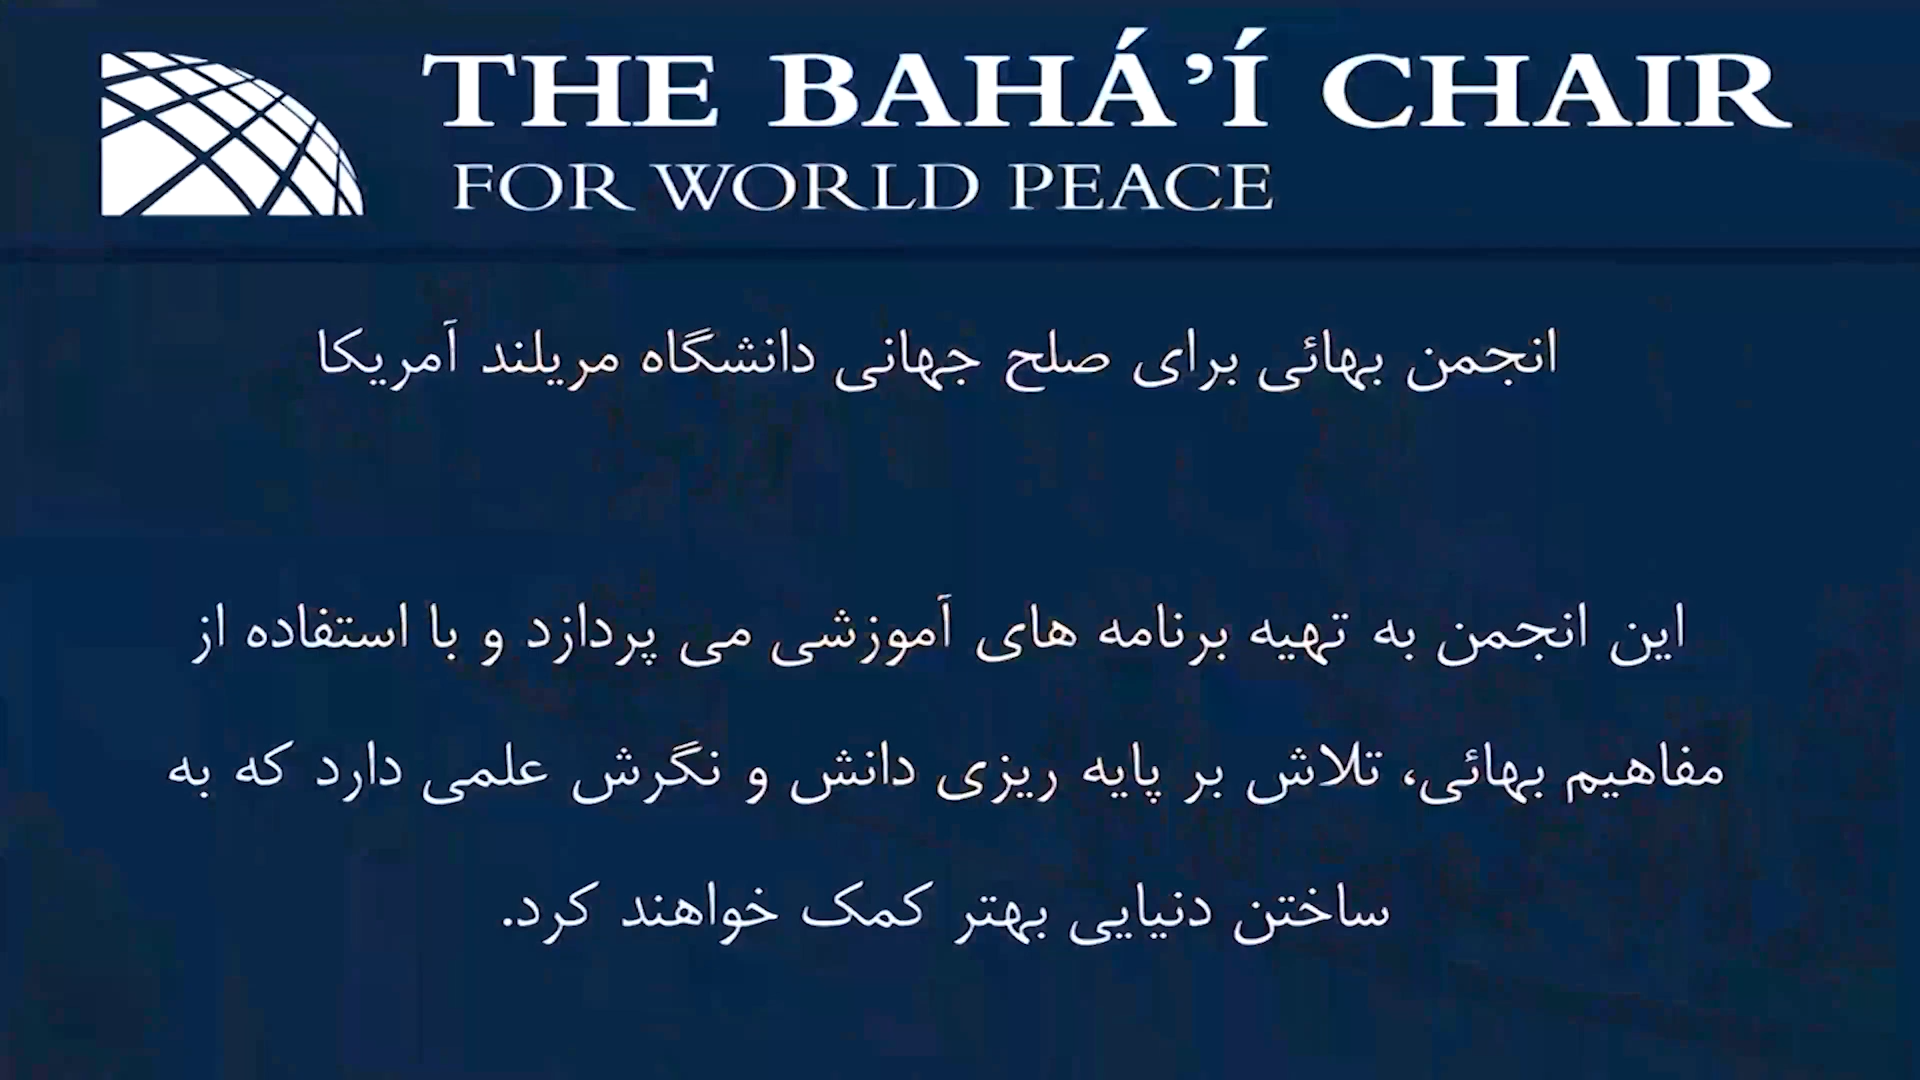 THE BAHÁ’Í CHAIR
FOR WORLD PEACE
انجمن بهائی برای صلح جهانی دانشگاه مریلند آمریکا
این انجمن به تهیه برنامه های آموزشی می پردازد و با استفاده از
مفاهیم بهائی، تلاش بر پایه ریزی دانش و نگرش علمی دارد که به
ساختن دنیایی بهتر کمک خواهند کرد.